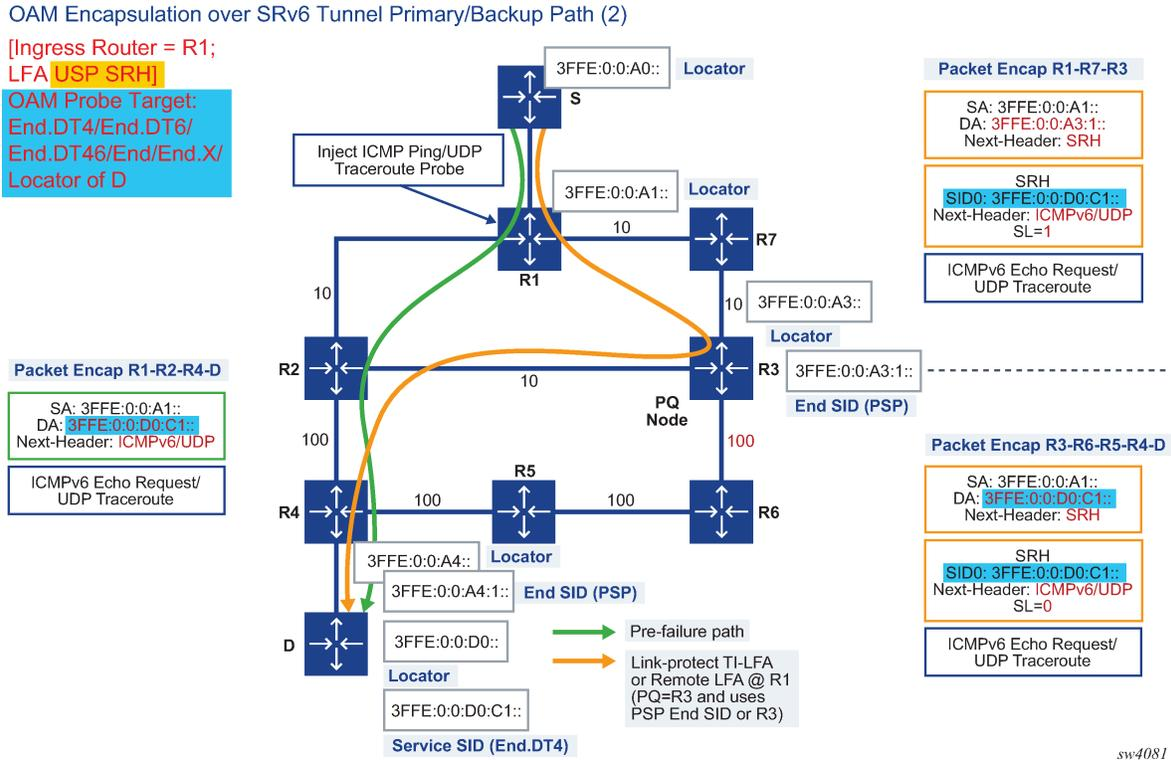 OAM Encapsulation over SRv6 Tunnel Primary/Backup Path (2)
[Ingress Router = R1;
LFA USP SRH]
OAM Probe Target:
End.DT4/End.DT6/
End.DT46/End/End.X/
Locator of D
3FFE:0:0:A0::
Locator
S
Inject ICMP Ping/UDP
Traceroute Probe
3FFE:0:0:A1::
Locator
10
R7
R1
10
10
3FFE:0:0:A3::
Locator
R2
10
R3
3FFE:0:0:A3:1::
End SID (PSP)
PQ
Node
100
100
R5
R4
100
100
R6
3FFE:0:0:A4::
Locator
3FFE:0:0:A4:1::
End SID (PSP)
D
3FFE:0:0:D0::
Locator
3FFE:0:0:D0:C1::
Service SID (End.DT4)
Pre-failure path
Link-protect TI-LFA
or Remote LFA @ R1
(PQ=R3 and uses
PSP End SID or R3)
Packet Encap R1-R2-R4-D
SA: 3FFE:0:0:A1::
DA: 3FFE:0:0:D0:C1::
Next-Header: ICMPv6/UDP
ICMPv6 Echo Request/
UDP Traceroute
Packet Encap R1-R7-R3
SA: 3FFE:0:0:A1::
DA: 3FFE:0:0:A3:1::
Next-Header: SRH
SRH
SID0: 3FFE:0:0:D0:C1::
Next-Header: ICMPv6/UDP
SL=1
ICMPv6 Echo Request/
UDP Traceroute
Packet Encap R3-R6-R5-R4-D
SA: 3FFE:0:0:A1::
DA: 3FFE:0:0:D0:C1::
Next-Header: SRH
SRH
SID0: 3FFE:0:0:D0:C1::
Next-Header: ICMPv6/UDP
SL=0
ICMPv6 Echo Request/
UDP Traceroute
sw4081